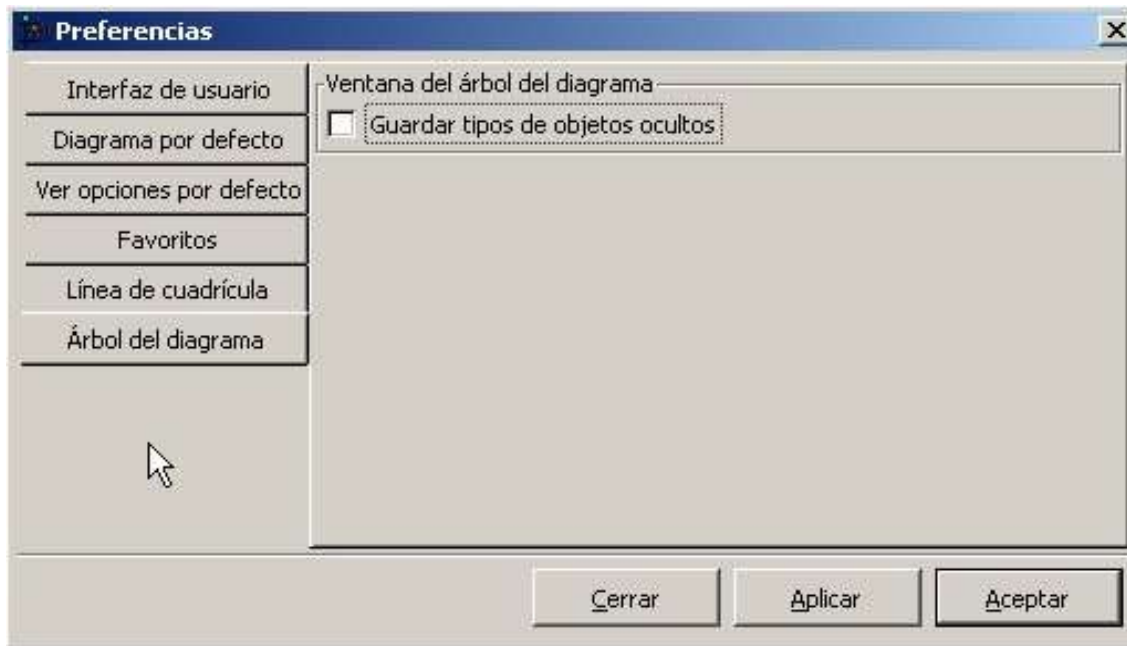 Preferencias
Interfaz de usuario
Diagrama por defecto
Ver opciones por defecto
Favoritos
Línea de cuadrícula
Árbol del diagrama
Ventana del árbol del diagrama
Guardar tipos de objetos ocultos
Cerrar
Aplicar
Aceptar